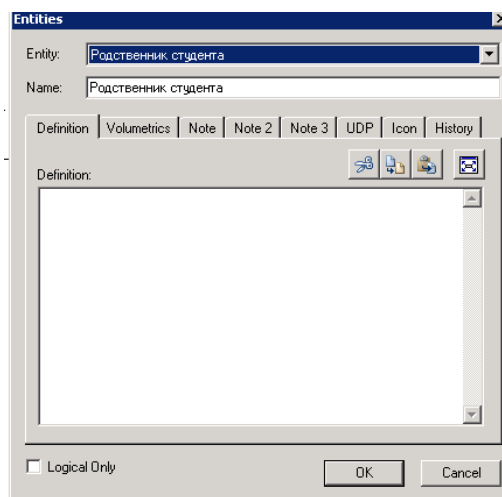 Entities
Entity: Родственник студента
Name: Родственник студента
Definition Volumetrics Note Note 2 Note 3 UDP Icon History
Definition:
Logical Only OK Cancel